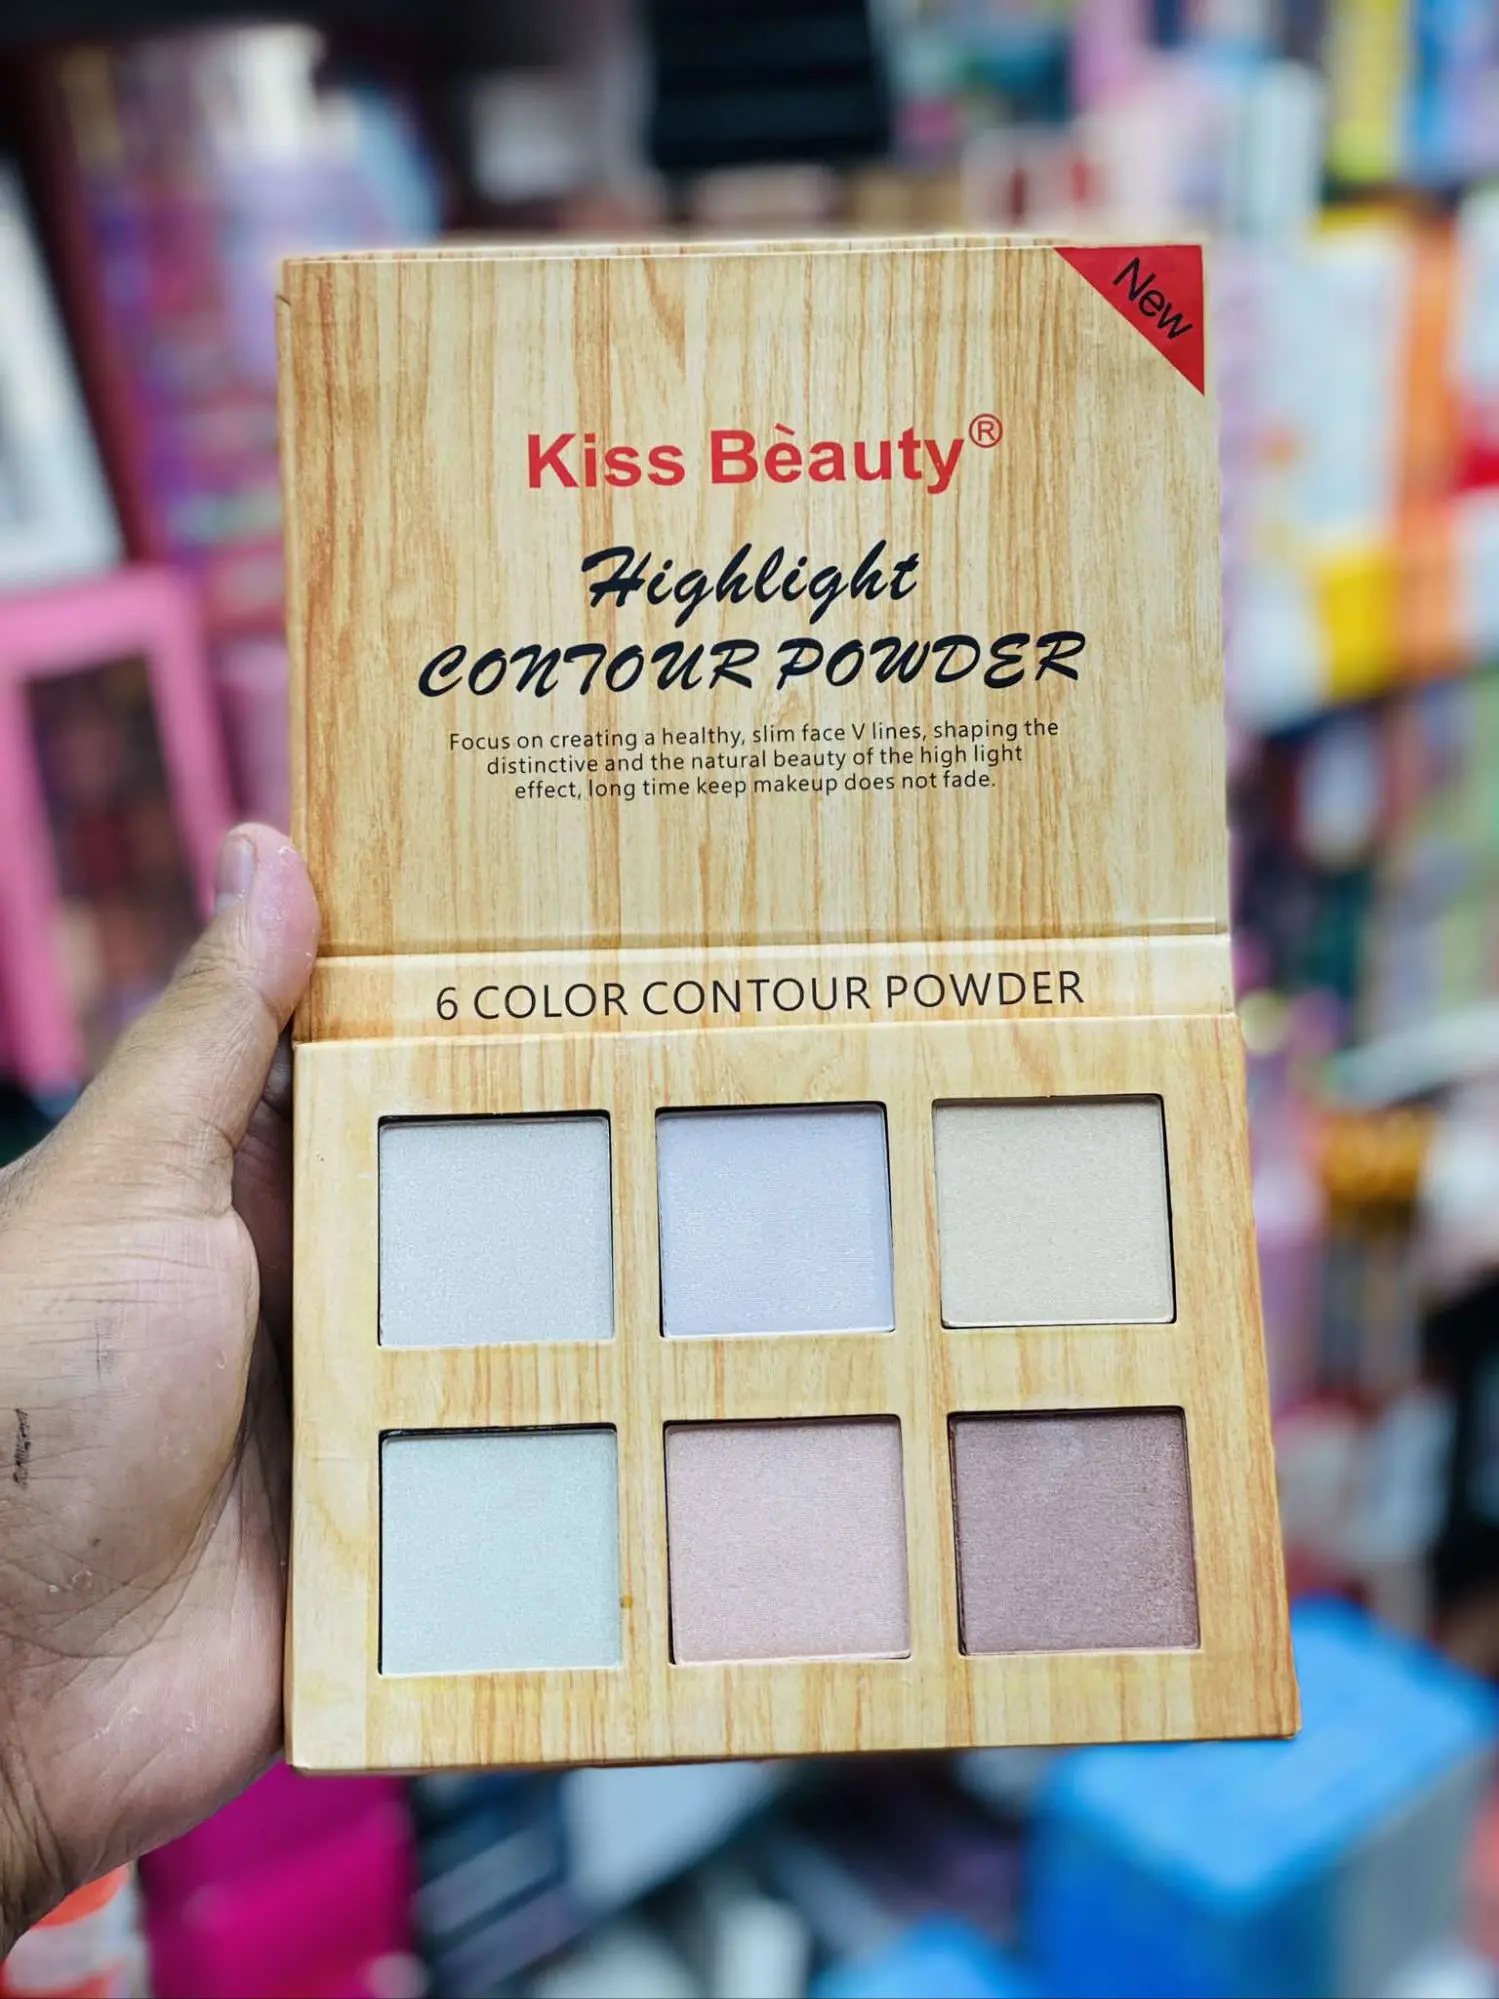 New
Kiss Bèauty®
Highlight
CONTOUR POWDER
Focus on creating a healthy, slim face V lines, shaping the
distinctive and the natural beauty of the high light
effect, long time keep makeup does not fade.
6 COLOR CONTOUR POWDER